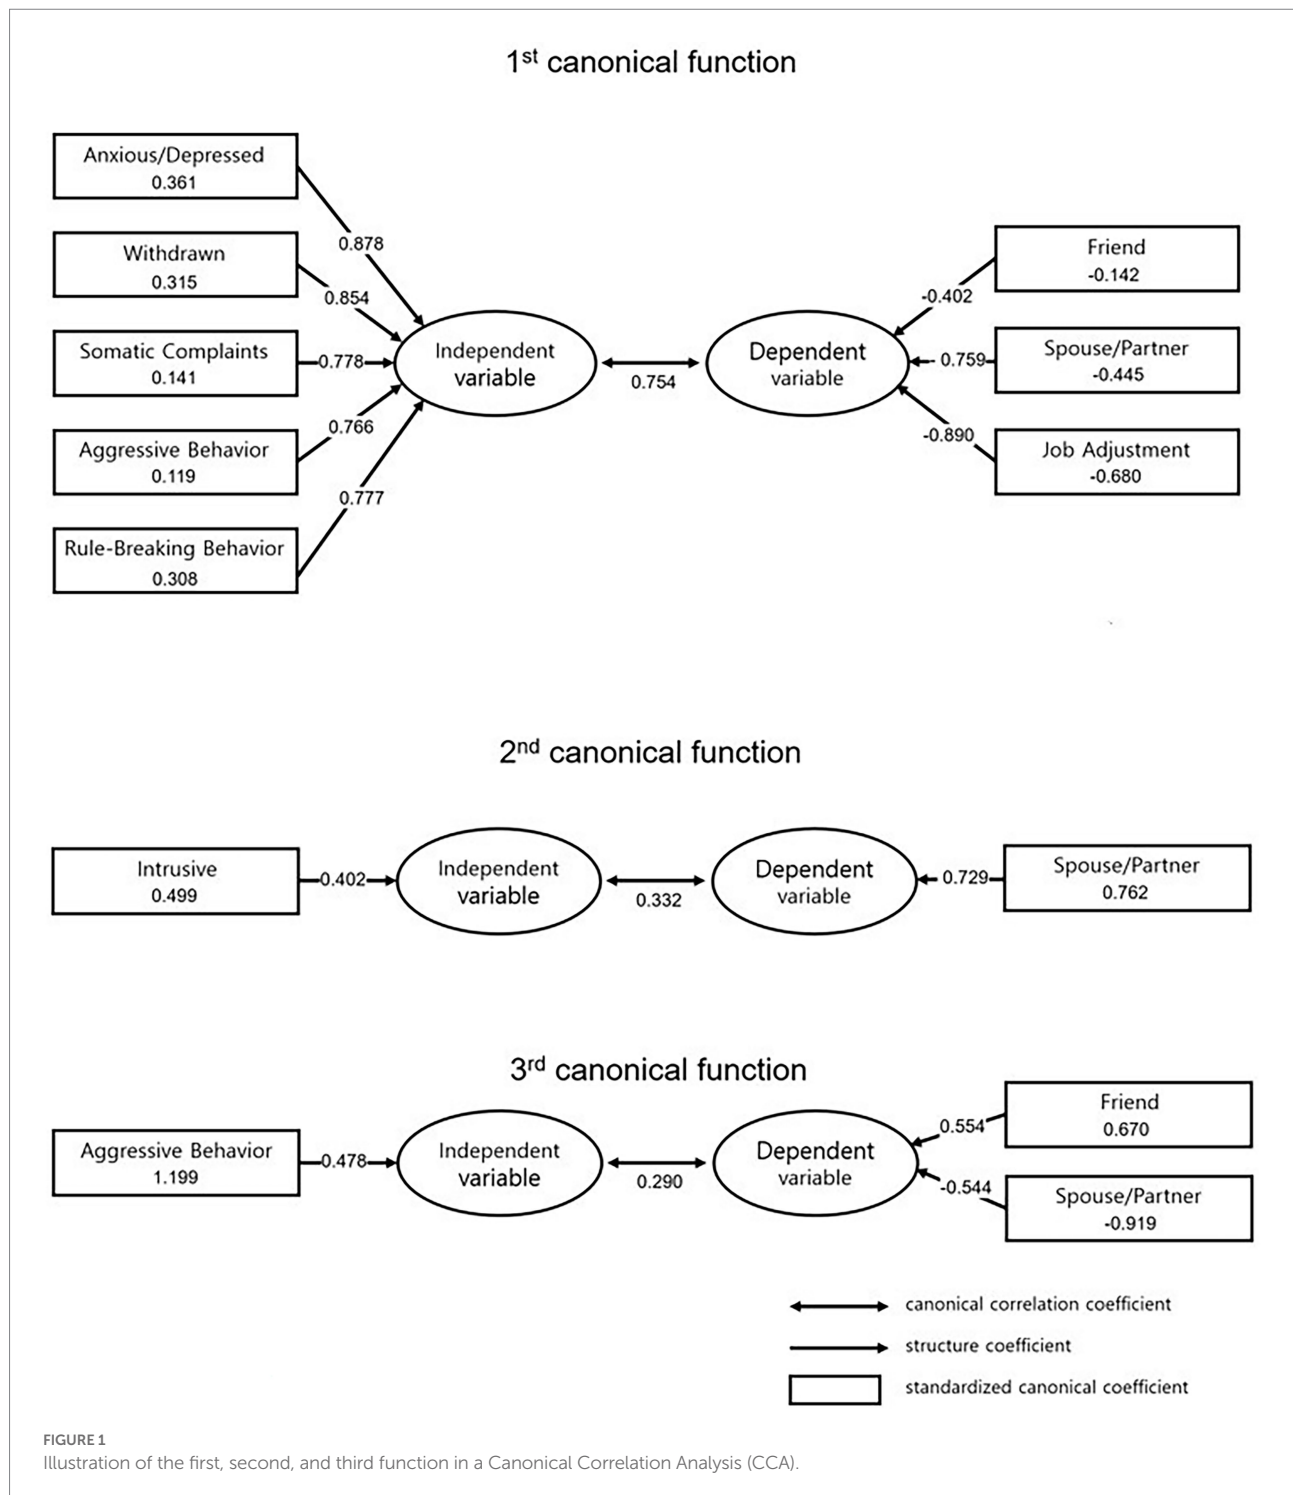 1st canonical function
Anxious/Depressed
0.361
0.878
Withdrawn
0.315
0.854
Somatic Complaints
0.141
0.778
Aggressive Behavior
0.119
0.766
Rule-Breaking Behavior
0.308
0.777
Independent
variable
0.754
Dependent
variable
Friend
-0.142
-0.402
Spouse/Partner
-0.445
- 0.759
Job Adjustment
-0.680
-0.890
2nd canonical function
Intrusive
0.499
0.402
Independent
variable
0.332
Dependent
variable
0.729
Spouse/Partner
0.762
3rd canonical function
Aggressive Behavior
1.199
0.478
Independent
variable
0.290
Dependent
variable
0.554
Friend
0.670
-0.544
Spouse/Partner
-0.919
canonical correlation coefficient
structure coefficient
standardized canonical coefficient
FIGURE 1
Illustration of the first, second, and third function in a Canonical Correlation Analysis (CCA).